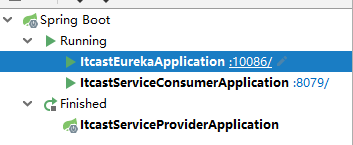 Spring Boot
Running
ItcastEurekaApplication :10086/
ItcastServiceConsumerApplication :8079/
Finished
ItcastServiceProviderApplication